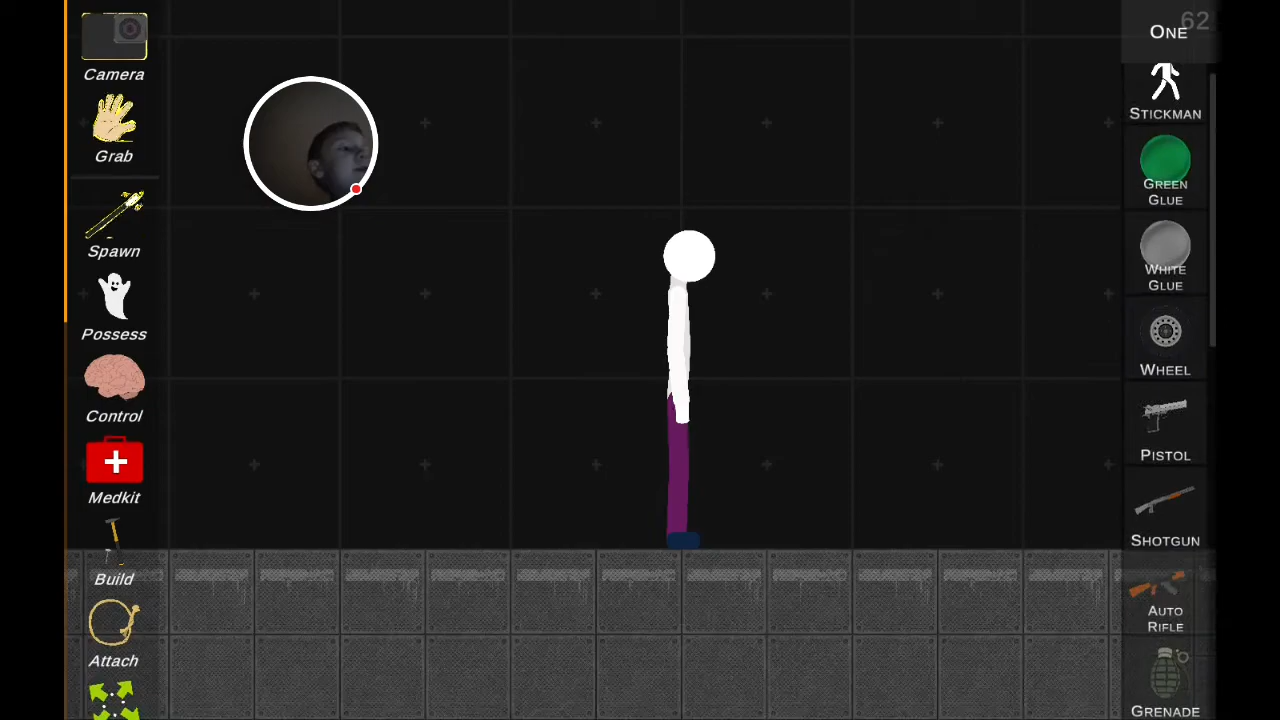 Camera
Grab
Spawn
Possess
Control
Medkit
Build
Attach
62
ONE
STICKMAN
GREEN
GLUE
WHITE
GLUE
WHEEL
PISTOL
SHOTGUN
AUTO
RIFLE
GRENADE